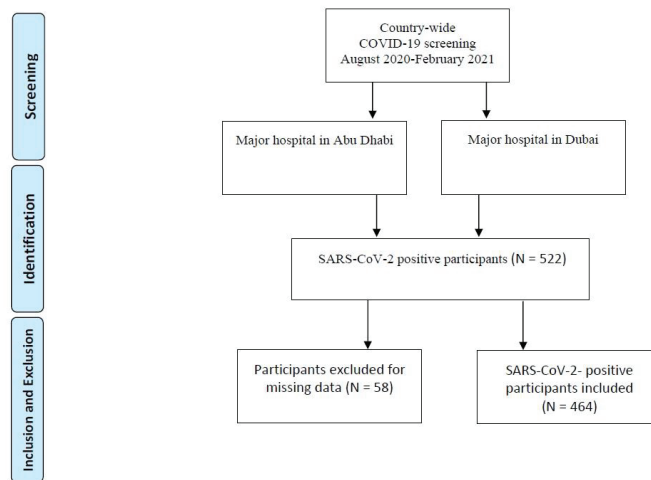 Screening
Country-wide
COVID-19 screening
August 2020-February 2021
Major hospital in Abu Dhabi
Major hospital in Dubai
Identification
SARS-CoV-2 positive participants (N = 522)
Inclusion and Exclusion
Participants excluded for
missing data (N = 58)
SARS-CoV-2- positive
participants included
(N = 464)